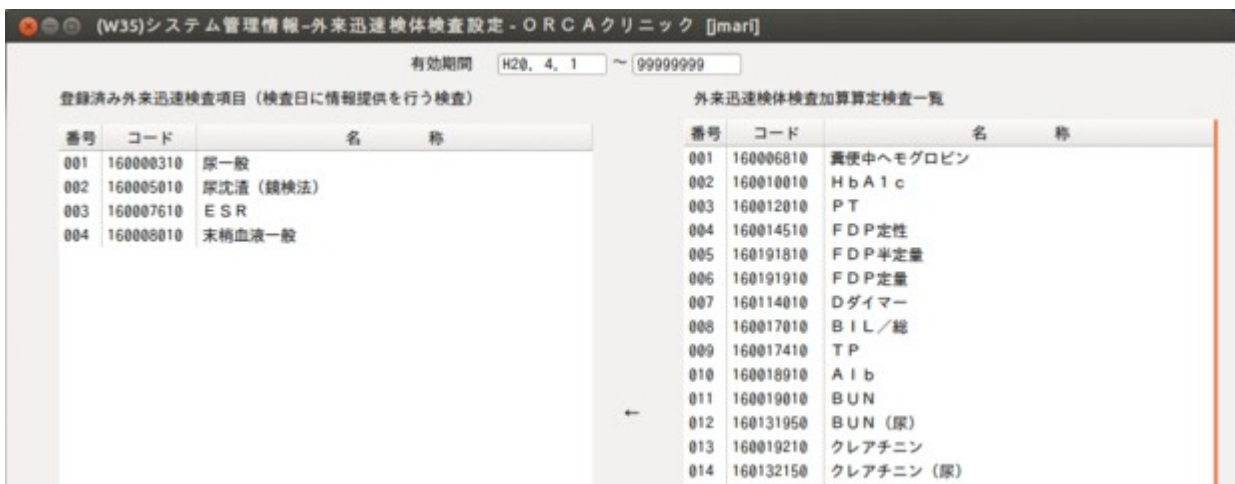 (W35)システム管理情報–外来迅速検体検査設定 - ＯＲＣＡクリニック [jmari]
有効期間 H20. 4. 1 ～ 99999999
登録済み外来迅速検査項目（検査日に情報提供を行う検査）
番号 コード 名 称
001 160000310 尿一般
002 160005010 尿沈渣（鏡検法）
003 160007610 ＥＳＲ
004 160008010 末梢血液一般
←
外来迅速検体検査加算算定検査一覧
番号 コード 名 称
001 160006810 糞便中ヘモグロビン
002 160010010 ＨｂＡ１ｃ
003 160012010 ＰＴ
004 160014510 ＦＤＰ定性
005 160191810 ＦＤＰ半定量
006 160191910 ＦＤＰ定量
007 160114010 Ｄダイマー
008 160017010 ＢＩＬ／総
009 160017410 ＴＰ
010 160018910 Ａｌｂ
011 160019010 ＢＵＮ
012 160131950 ＢＵＮ（尿）
013 160019210 クレアチニン
014 160132150 クレアチニン（尿）